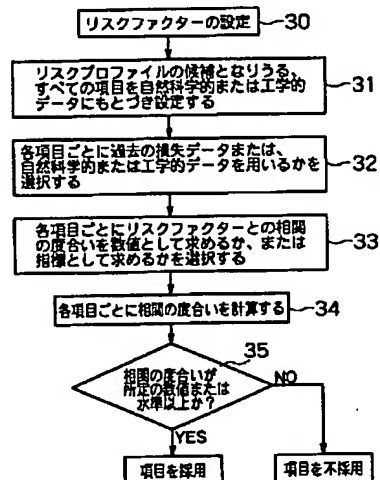 リスクファクターの設定
30
リスクプロファイルの候補となりうる、
すべての項目を自然科学的または工学的
データにもとづき設定する
31
各項目ごとに過去の損失データまたは、
自然科学的または工学的データを用いるかを
選択する
32
各項目ごとにリスクファクターとの相関
の度合いを数値として求めるか、または
指標として求めるかを選択する
33
各項目ごとに相関の度合いを計算する
34
35
相関の度合いが
所定の数値または
水準以上か?
NO
YES
項目を採用
項目を不採用